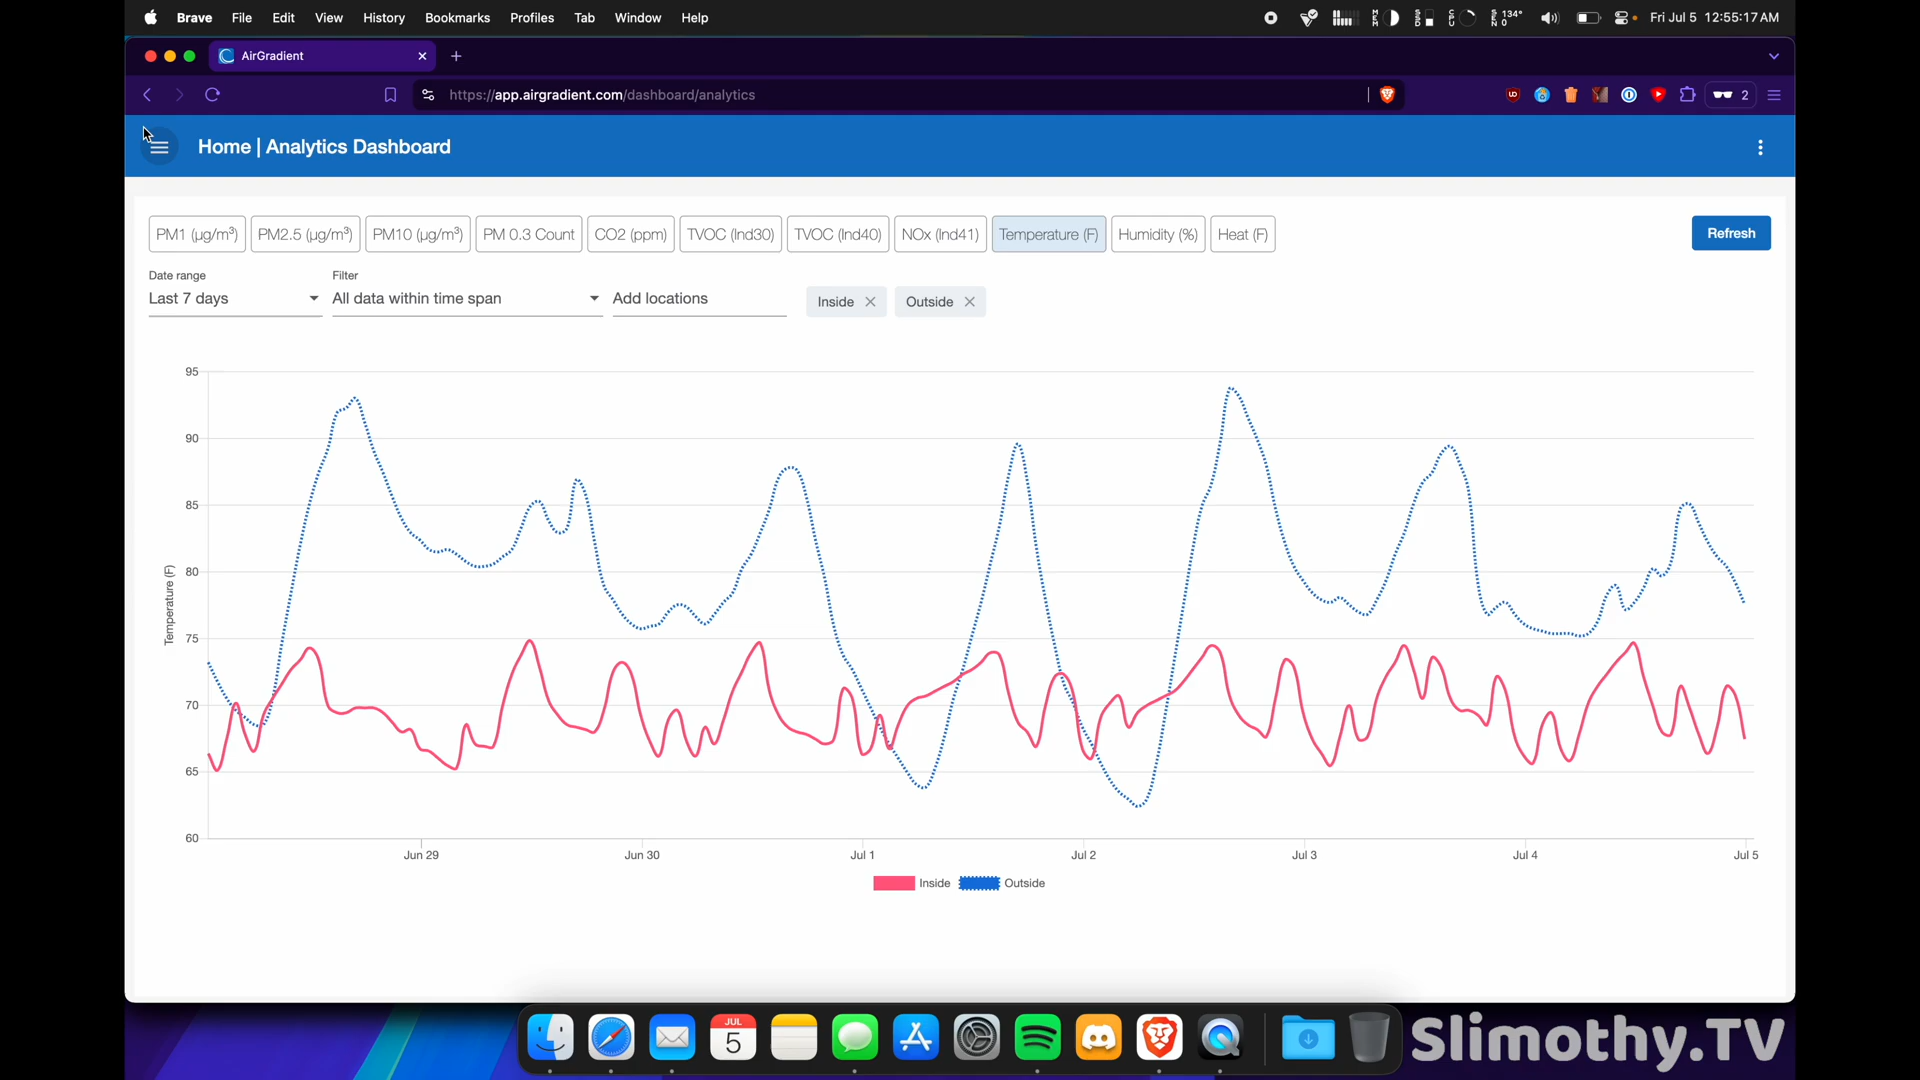 Brave File Edit View History Bookmarks Profiles Tab Window Help
134° Fri Jul 5 12:55:17 AM
AirGradient
https://app.airgradient.com/dashboard/analytics
2
Home | Analytics Dashboard
PM1 (μg/m³) PM2.5 (μg/m³) PM10 (μg/m³) PM 0.3 Count CO2 (ppm) TVOC (Ind30) TVOC (Ind40) NOx (Ind41) Temperature (F) Humidity (%) Heat (F)
Refresh
Date range Filter
Last 7 days All data within time span Add locations
Inside Outside
95
90
85
80
75
70
65
60
Temperature (F)
Jun 29 Jun 30 Jul 1 Jul 2 Jul 3 Jul 4 Jul 5
Inside Outside
JUL
5
Slimothy.TV